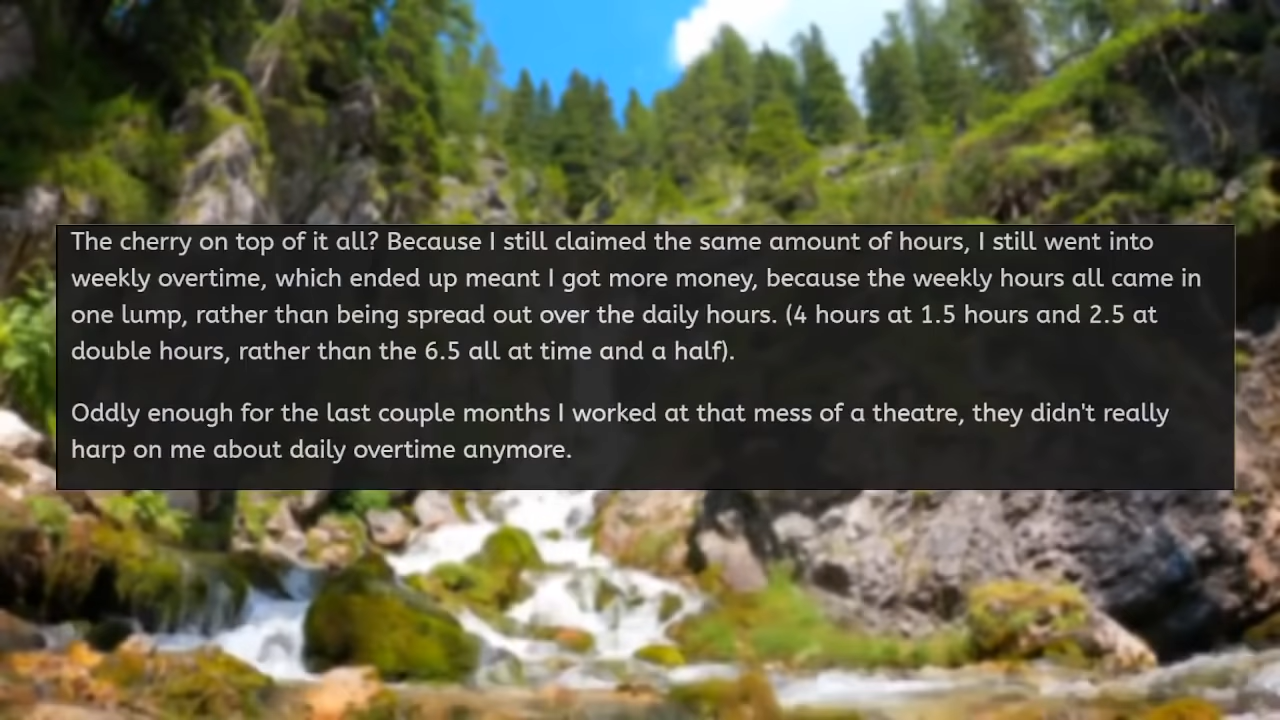 The cherry on top of it all? Because I still claimed the same amount of hours, I still went into
weekly overtime, which ended up meant I got more money, because the weekly hours all came in
one lump, rather than being spread out over the daily hours. (4 hours at 1.5 hours and 2.5 at
double hours, rather than the 6.5 all at time and a half).
Oddly enough for the last couple months I worked at that mess of a theatre, they didn't really
harp on me about daily overtime anymore.